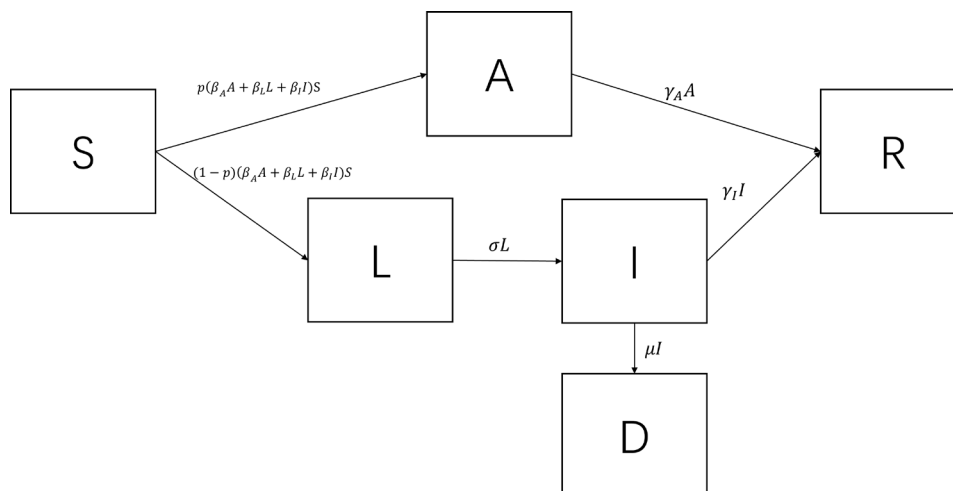 A
p(β_A A + β_L L + β_I I)S
γ_A A
S
R
(1 − p)(β_A A + β_L L + β_I I)S
γ_I I
L
σL
I
μI
D